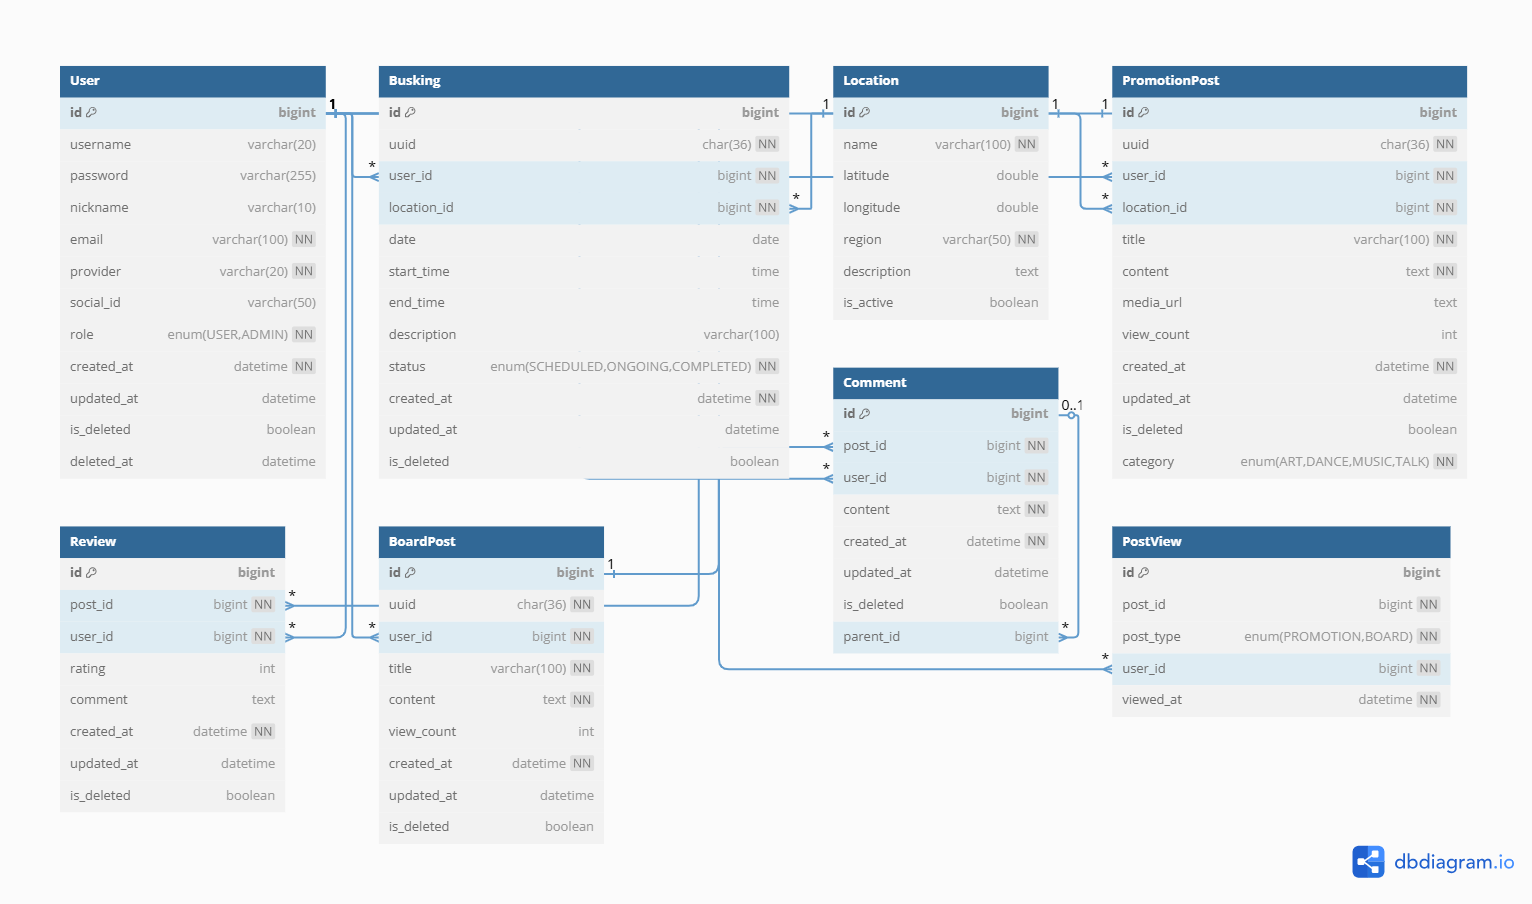 User
id bigint
username varchar(20)
password varchar(255)
nickname varchar(10)
email varchar(100) NN
provider varchar(20) NN
social_id varchar(50)
role enum(USER,ADMIN) NN
created_at datetime NN
updated_at datetime
is_deleted boolean
deleted_at datetime
1
Busking
id bigint
uuid char(36) NN
* user_id bigint NN
location_id bigint NN *
date date
start_time time
end_time time
description varchar(100)
status enum(SCHEDULED,ONGOING,COMPLETED) NN
created_at datetime NN
updated_at datetime
is_deleted boolean
Location
1 id bigint 1
name varchar(100) NN
latitude double
longitude double
region varchar(50) NN
description text
is_active boolean
PromotionPost
1 id bigint
uuid char(36) NN
* user_id bigint NN
* location_id bigint NN
title varchar(100) NN
content text NN
media_url text
view_count int
created_at datetime NN
updated_at datetime
is_deleted boolean
category enum(ART,DANCE,MUSIC,TALK) NN
Comment
id bigint 0..1
* post_id bigint NN
* user_id bigint NN
content text NN
created_at datetime NN
updated_at datetime
is_deleted boolean
parent_id bigint *
Review
id bigint
post_id bigint NN *
user_id bigint NN *
rating int
comment text
created_at datetime NN
updated_at datetime
is_deleted boolean
BoardPost
id bigint 1
uuid char(36) NN
* user_id bigint NN
title varchar(100) NN
content text NN
view_count int
created_at datetime NN
updated_at datetime
is_deleted boolean
PostView
id bigint
post_id bigint NN
post_type enum(PROMOTION,BOARD) NN
* user_id bigint NN
viewed_at datetime NN
dbdiagram.io